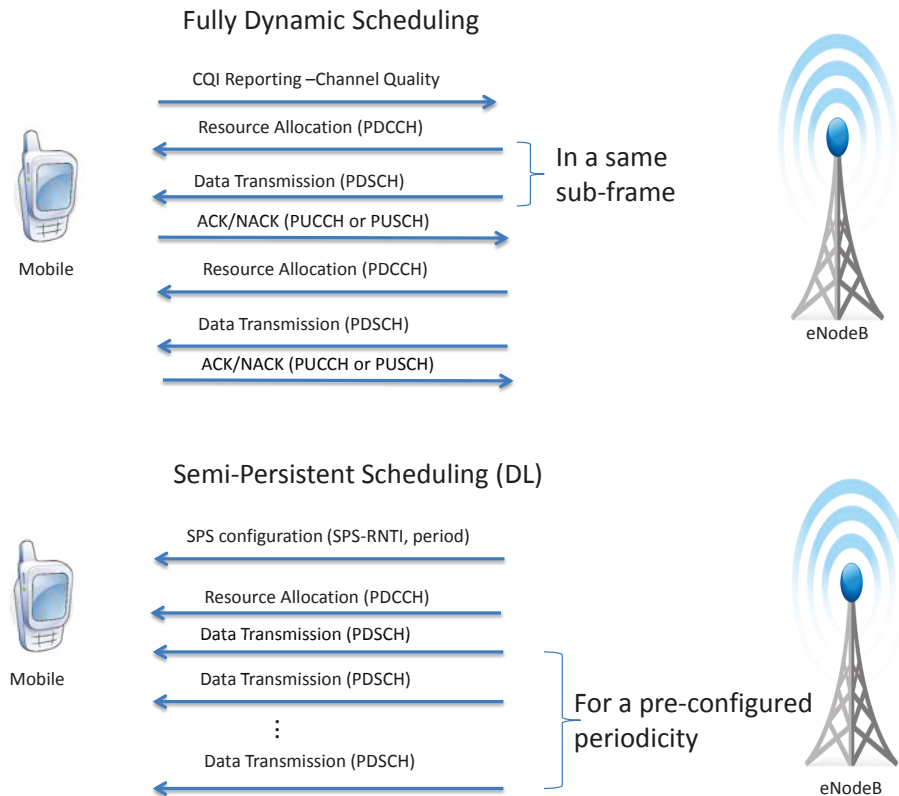 Fully Dynamic Scheduling
CQI Reporting –Channel Quality
Resource Allocation (PDCCH)
In a same
sub-frame
Data Transmission (PDSCH)
ACK/NACK (PUCCH or PUSCH)
Mobile
Resource Allocation (PDCCH)
Data Transmission (PDSCH)
eNodeB
ACK/NACK (PUCCH or PUSCH)
Semi-Persistent Scheduling (DL)
SPS configuration (SPS-RNTI, period)
Resource Allocation (PDCCH)
Data Transmission (PDSCH)
Mobile
Data Transmission (PDSCH)
For a pre-configured
periodicity
⋮
Data Transmission (PDSCH)
eNodeB